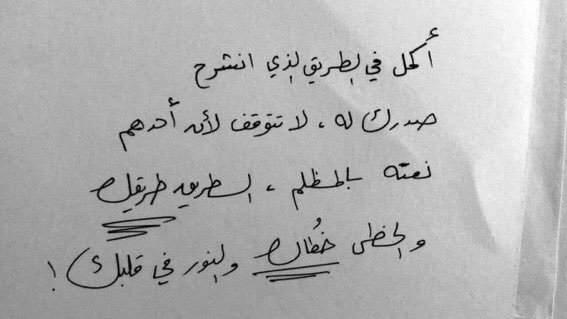 أكمل في الطريق الذي انشرح
صدرك له ، لا تتوقف لأن أحدهم
نعته بالمظلم ، الطريق طريقك
والخطى خُطاك والنور في قلبك !